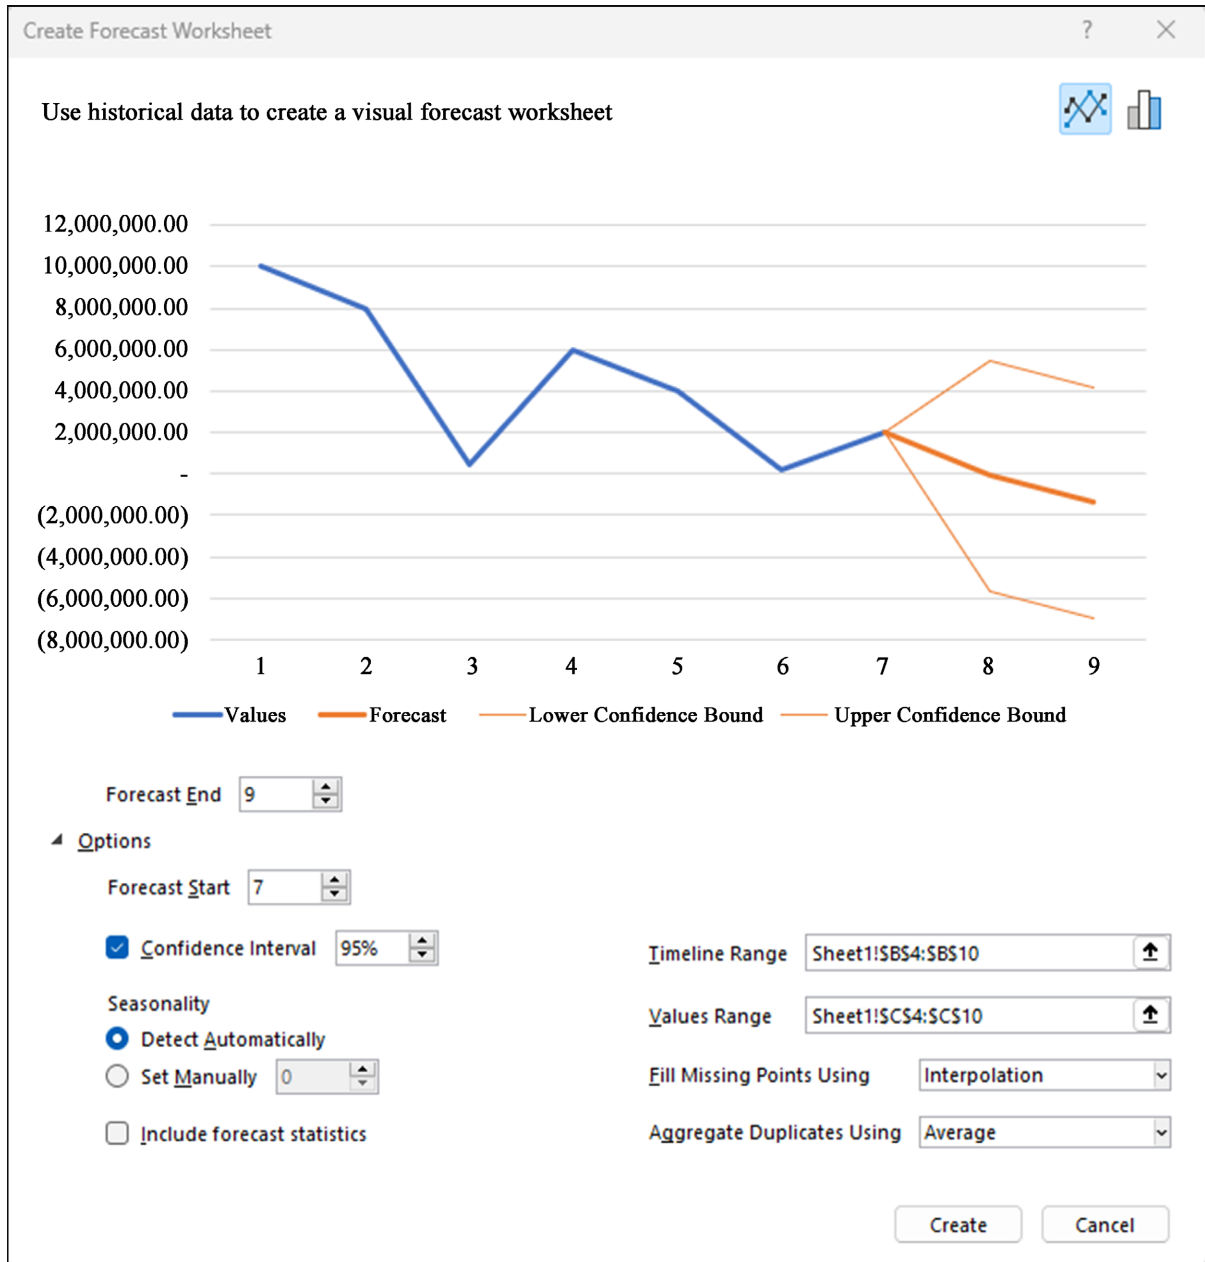 Create Forecast Worksheet ? ×
Use historical data to create a visual forecast worksheet
12,000,000.00
10,000,000.00
8,000,000.00
6,000,000.00
4,000,000.00
2,000,000.00
-
(2,000,000.00)
(4,000,000.00)
(6,000,000.00)
(8,000,000.00)
1 2 3 4 5 6 7 8 9
Values Forecast Lower Confidence Bound Upper Confidence Bound
Forecast End 9
Options
Forecast Start 7
Confidence Interval 95%
Timeline Range Sheet1!$B$4:$B$10
Seasonality
Values Range Sheet1!$C$4:$C$10
Detect Automatically
Set Manually 0
Fill Missing Points Using Interpolation
Include forecast statistics
Aggregate Duplicates Using Average
Create Cancel